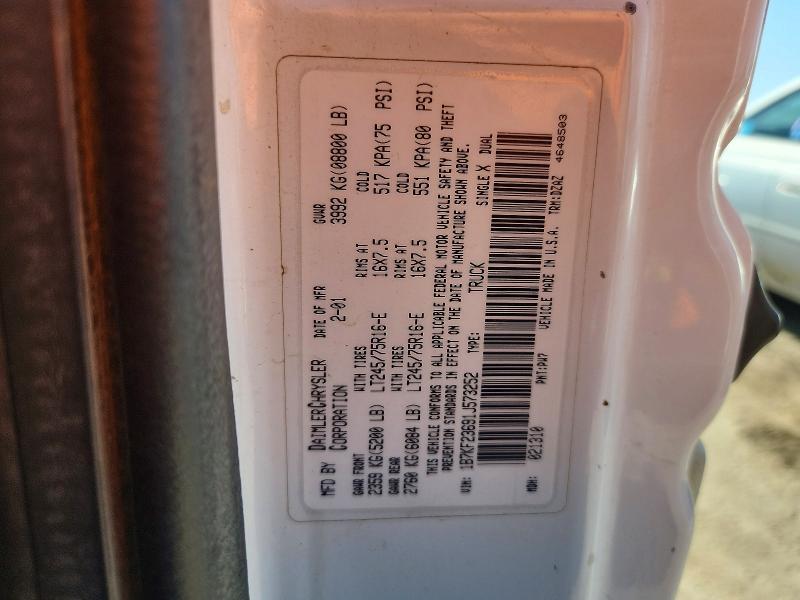 MFD BY DAIMLERCHRYSLER CORPORATION DATE OF MFR 2-01 GVWR 3992 KG(08800 LB)
GAWR FRONT WITH TIRES RIMS AT COLD
2359 KG(5200 LB) LT245/75R16-E 16X7.5 517 KPA(75 PSI)
GAWR REAR WITH TIRES RIMS AT COLD
2760 KG(6084 LB) LT245/75R16-E 16X7.5 551 KPA(80 PSI)
THIS VEHICLE CONFORMS TO ALL APPLICABLE FEDERAL MOTOR VEHICLE SAFETY AND THEFT
PREVENTION STANDARDS IN EFFECT ON THE DATE OF MANUFACTURE SHOWN ABOVE.
VIN: 1B7KF23691J573252 TYPE: TRUCK SINGLE X DUAL
MDH: 021310 PNT:PW7 VEHICLE MADE IN U.S.A. TRM:DZAZ 4648503